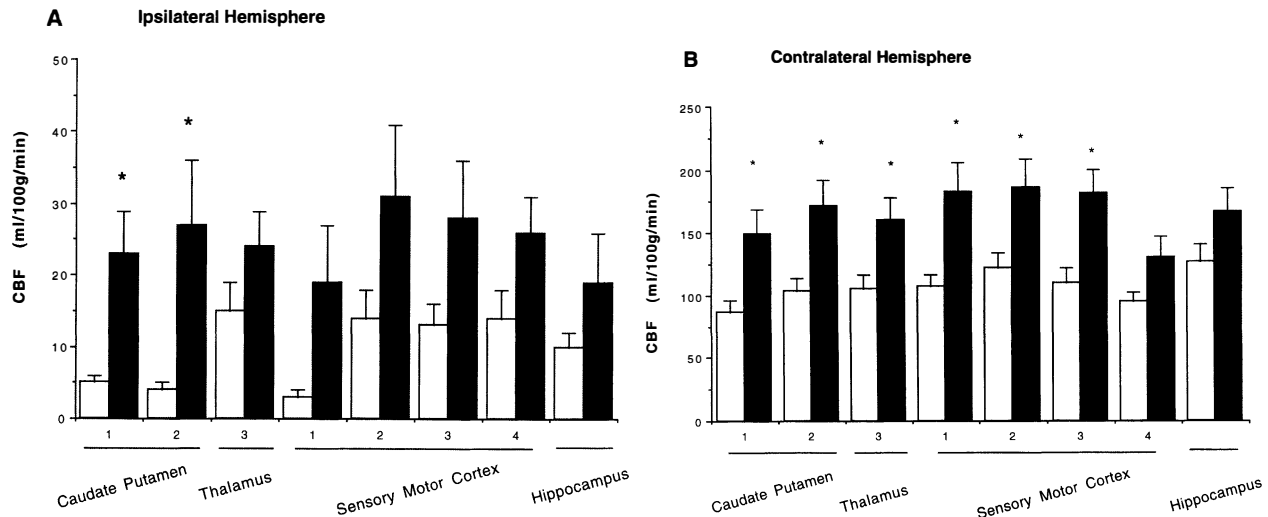 A Ipsilateral Hemisphere
50
40
30
20
10
0
CBF (ml/100g/min)
* *
1 2 3 1 2 3 4
Caudate Putamen Thalamus Sensory Motor Cortex Hippocampus
B Contralateral Hemisphere
250
200
150
100
50
0
CBF (ml/100g/min)
* * * * * *
1 2 3 1 2 3 4
Caudate Putamen Thalamus Sensory Motor Cortex Hippocampus